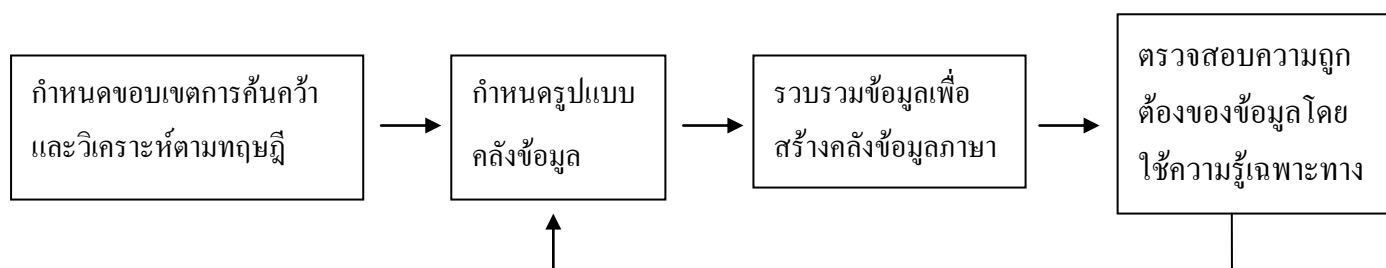 กำหนดขอบเขตการค้นคว้า
และวิเคราะห์ตามทฤษฎี
กำหนดรูปแบบ
คลังข้อมูล
รวบรวมข้อมูลเพื่อ
สร้างคลังข้อมูลภาษา
ตรวจสอบความถูก
ต้องของข้อมูลโดย
ใช้ความรู้เฉพาะทาง